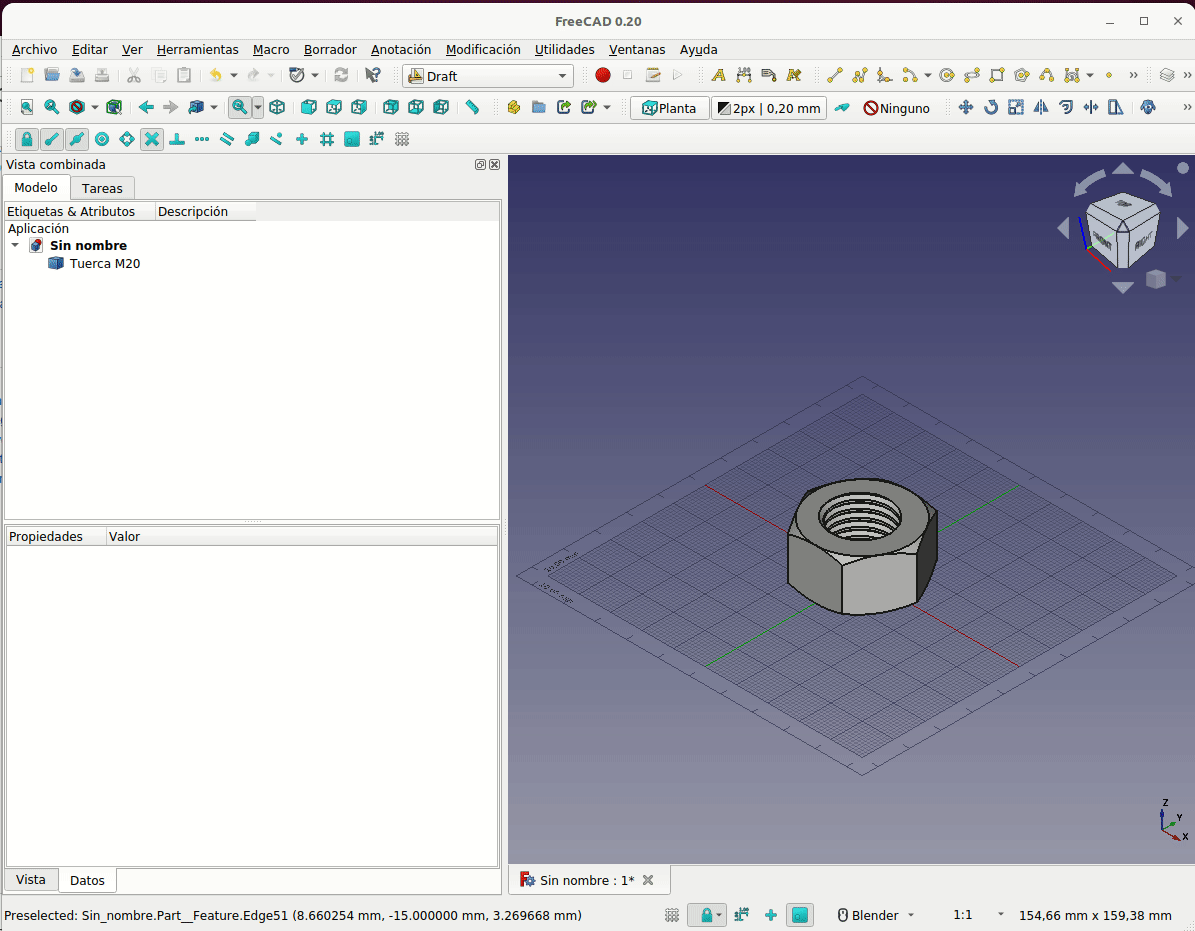 FreeCAD 0.20
Archivo Editar Ver Herramientas Macro Borrador Anotación Modificación Utilidades Ventanas Ayuda
Draft
Planta 2px | 0,20 mm Ninguno
Vista combinada
Modelo Tareas
Etiquetas & Atributos Descripción
Aplicación
Sin nombre
Tuerca M20
Propiedades Valor
Vista Datos
FRONT RIGHT
Z
Y
X
Sin nombre : 1*
Preselected: Sin_nombre.Part__Feature.Edge51 (8.660254 mm, -15.000000 mm, 3.269668 mm) Blender 1:1 154,66 mm x 159,38 mm